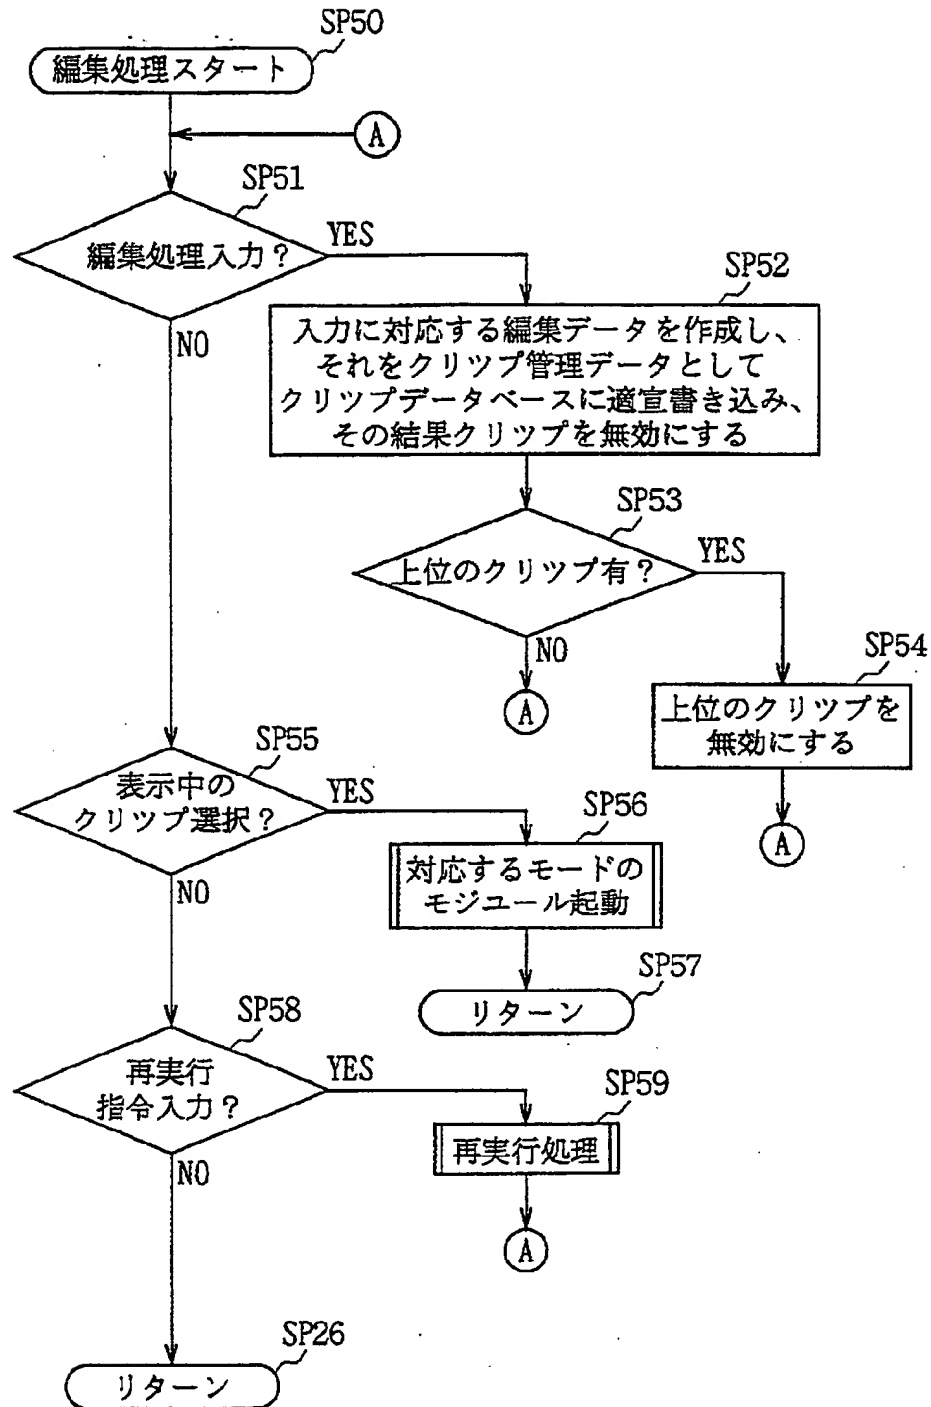 SP50
編集処理スタート
A
SP51
編集処理入力？
YES
NO
SP52
入力に対応する編集データを作成し、
それをクリツプ管理データとして
クリツプデータベースに適宣書き込み、
その結果クリツプを無効にする
SP53
上位のクリツプ有？
YES
NO
A
SP54
上位のクリツプを
無効にする
A
SP55
表示中の
クリツプ選択？
YES
NO
SP56
対応するモードの
モジユール起動
SP57
リターン
SP58
再実行
指令入力？
YES
NO
SP59
再実行処理
A
SP26
リターン